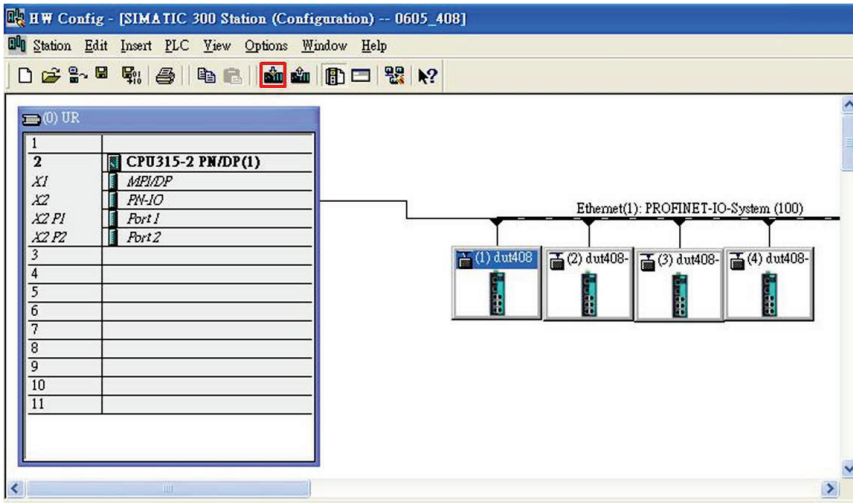 HW Config - [SIMATIC 300 Station (Configuration) -- 0605_408]
Station Edit Insert PLC View Options Window Help
(0) UR
1
2 CPU315-2 PN/DP(1)
X1 MPI/DP
X2 PN-IO
X2 P1 Port 1
X2 P2 Port 2
3
4
5
6
7
8
9
10
11
Ethernet(1): PROFINET-IO-System (100)
(1) dut408 (2) dut408- (3) dut408- (4) dut408-